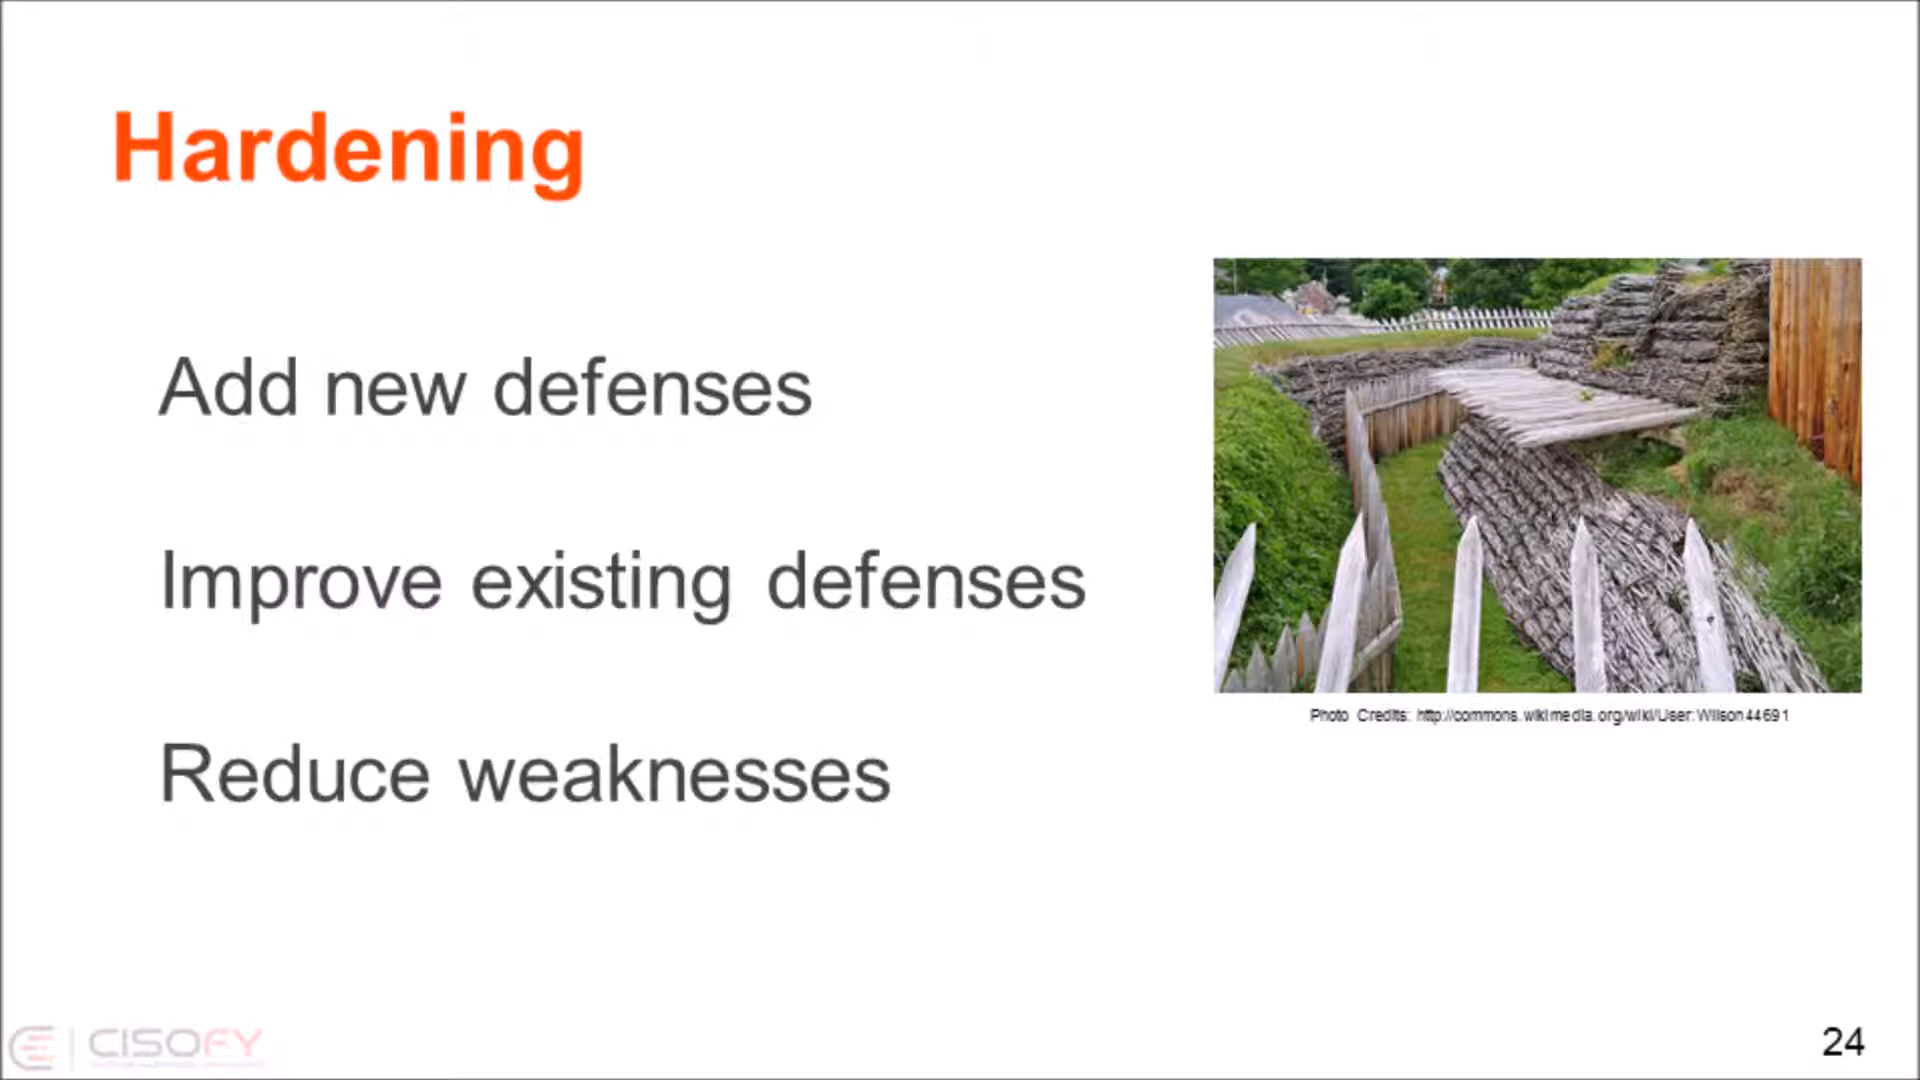 Hardening
Add new defenses
Improve existing defenses
Reduce weaknesses
Photo Credits: http://commons.wikimedia.org/wiki/User:Wilson44691
CISOFY
24